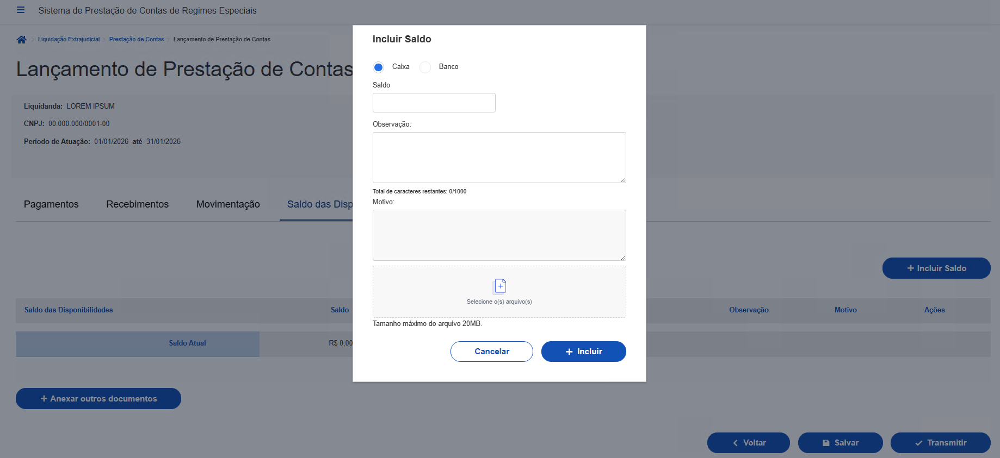 Sistema de Prestação de Contas de Regimes Especiais
Liquidação Extrajudicial
Prestação de Contas
Lançamento de Prestação de Contas
Lançamento de Prestação de Contas
Liquidanda: LOREM IPSUM
CNPJ: 00.000.000/0001-00
Período de Atuação: 01/01/2026 até 31/01/2026
Pagamentos
Recebimentos
Movimentação
Saldo das Disp
+ Incluir Saldo
Saldo das Disponibilidades
Saldo
Observação
Motivo
Ações
Saldo Atual
R$ 0,00
+ Anexar outros documentos
Voltar
Salvar
Transmitir
Incluir Saldo
Caixa
Banco
Saldo
Observação:
Total de caracteres restantes: 0/1000
Motivo:
Selecione o(s) arquivo(s)
Tamanho máximo do arquivo 20MB.
Cancelar
+ Incluir